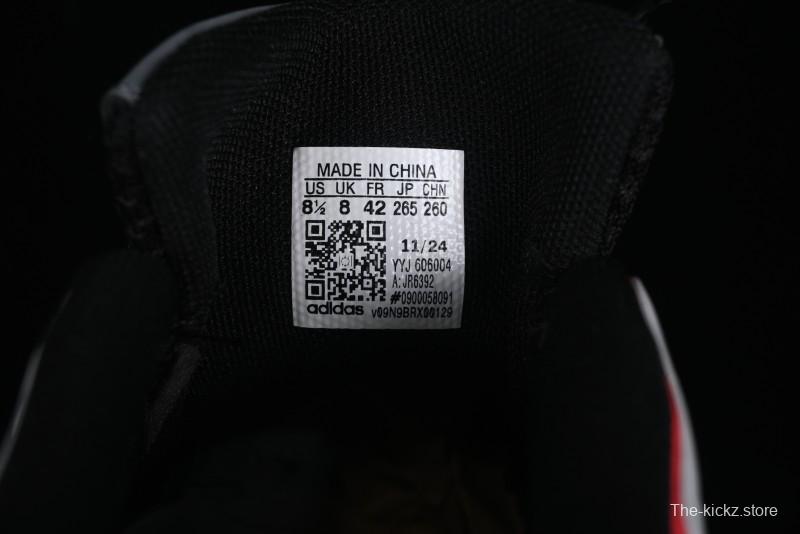 MADE IN CHINA
US UK FR JP CHN
8½ 8 42 265 260
11/24
YYJ 606004
A: JR6392
#0900058091
adidas v09N9BRX00129
The-kickz.store